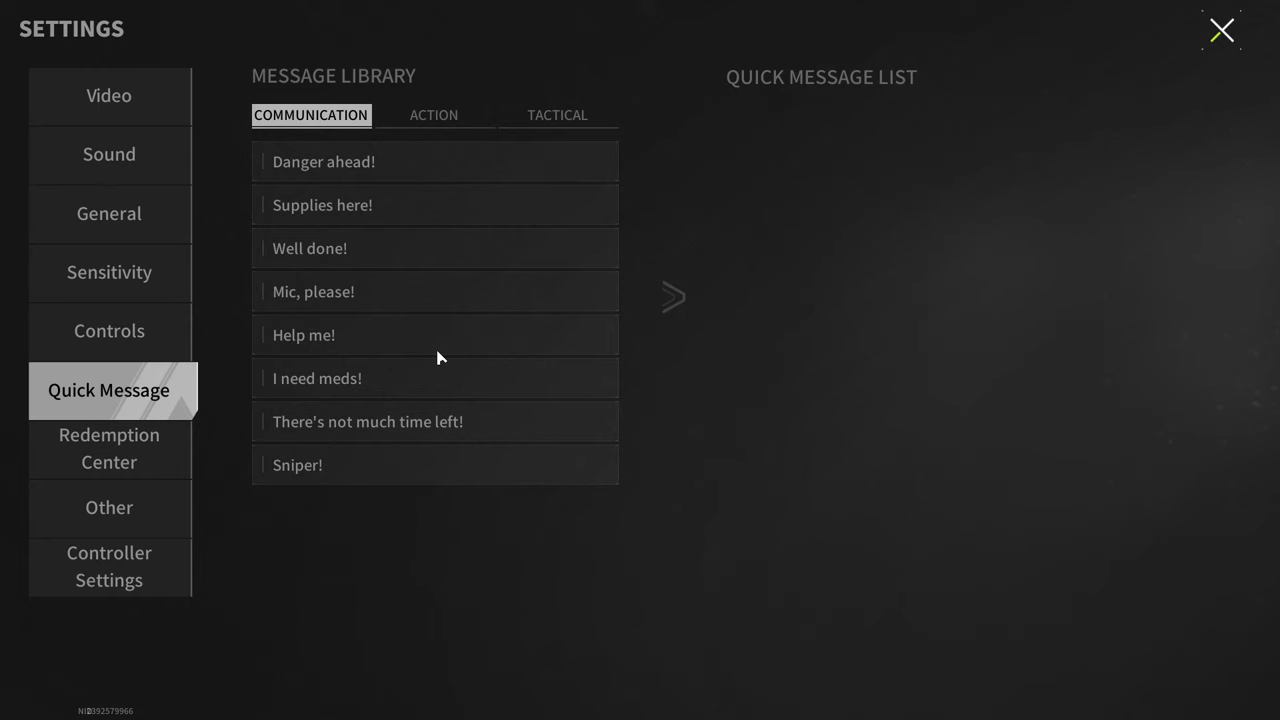 SETTINGS
Video
Sound
General
Sensitivity
Controls
Quick Message
Redemption
Center
Other
Controller
Settings
MESSAGE LIBRARY
COMMUNICATION ACTION TACTICAL
Danger ahead!
Supplies here!
Well done!
Mic, please!
Help me!
I need meds!
There's not much time left!
Sniper!
QUICK MESSAGE LIST